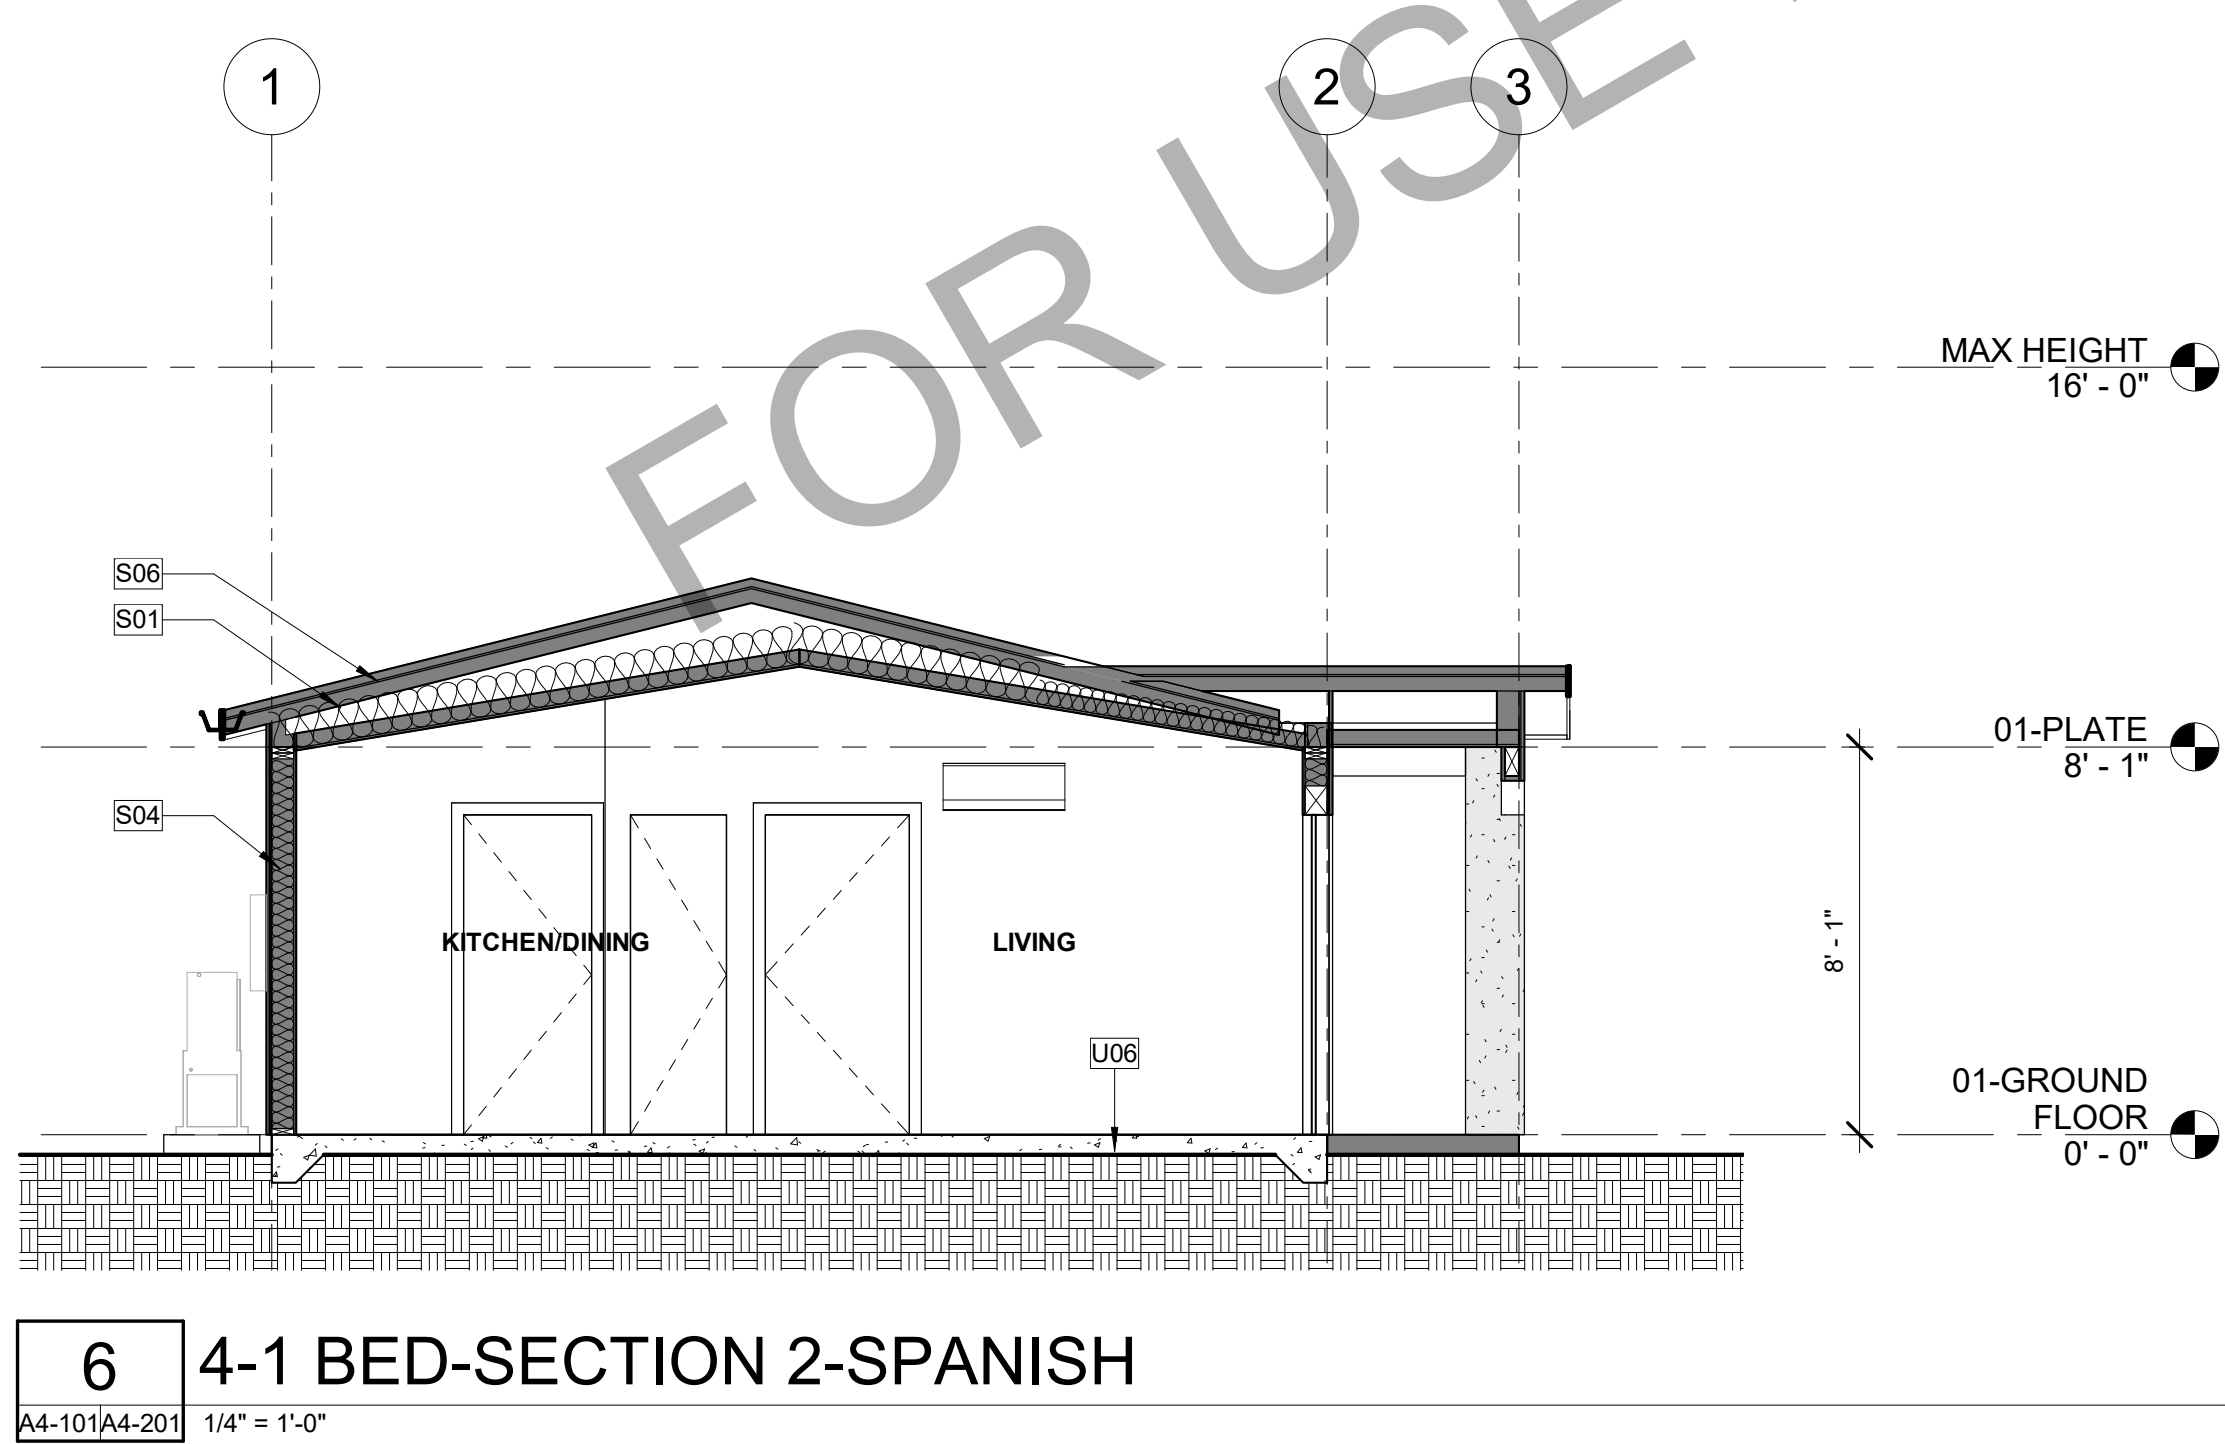 FOR USE
1
2
3
MAX HEIGHT
16' - 0"
S06
S01
01-PLATE
8' - 1"
S04
KITCHEN/DINING
LIVING
8' - 1"
U06
01-GROUND
FLOOR
0' - 0"
6
4-1 BED-SECTION 2-SPANISH
A4-101
A4-201
1/4" = 1'-0"